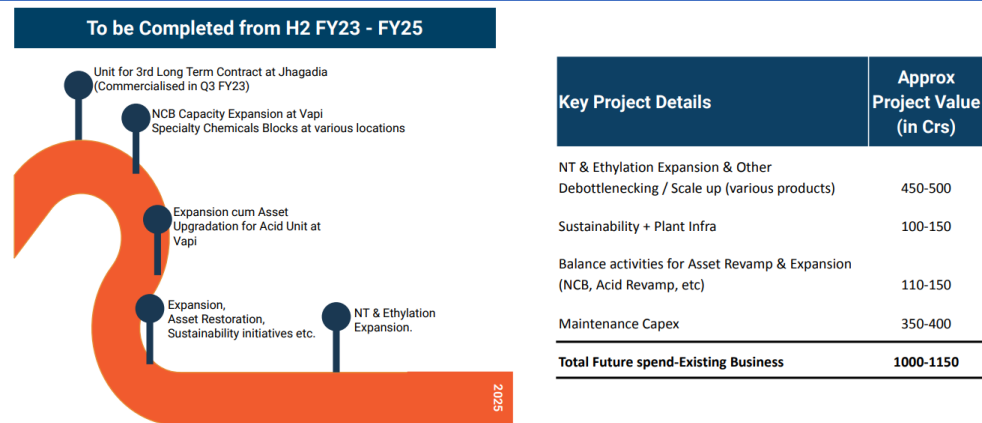 To be Completed from H2 FY23 - FY25
Unit for 3rd Long Term Contract at Jhagadia
(Commercialised in Q3 FY23)
NCB Capacity Expansion at Vapi
Specialty Chemicals Blocks at various locations
Expansion cum Asset
Upgradation for Acid Unit at
Vapi
Expansion,
Asset Restoration,
Sustainability initiatives etc.
NT & Ethylation
Expansion.
2025
Key Project Details
Approx
Project Value
(in Crs)
NT & Ethylation Expansion & Other
Debottlenecking / Scale up (various products) 450-500
Sustainability + Plant Infra 100-150
Balance activities for Asset Revamp & Expansion
(NCB, Acid Revamp, etc) 110-150
Maintenance Capex 350-400
Total Future spend-Existing Business 1000-1150